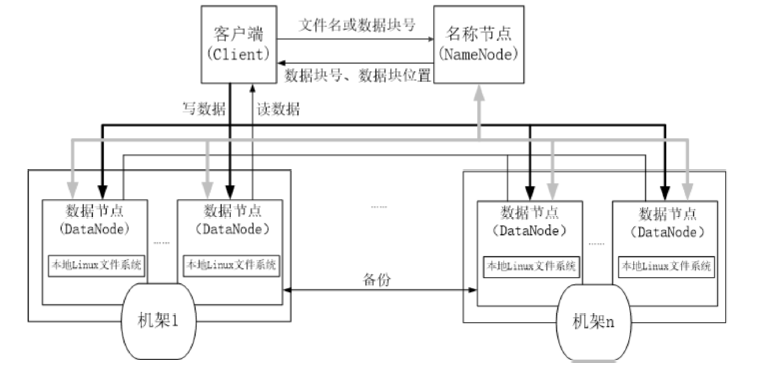 客户端
(Client)
文件名或数据块号
名称节点
(NameNode)
数据块号、数据块位置
写数据
读数据
数据节点
(DataNode)
……
数据节点
(DataNode)
……
数据节点
(DataNode)
……
数据节点
(DataNode)
本地Linux文件系统
本地Linux文件系统
本地Linux文件系统
本地Linux文件系统
备份
机架1
机架n